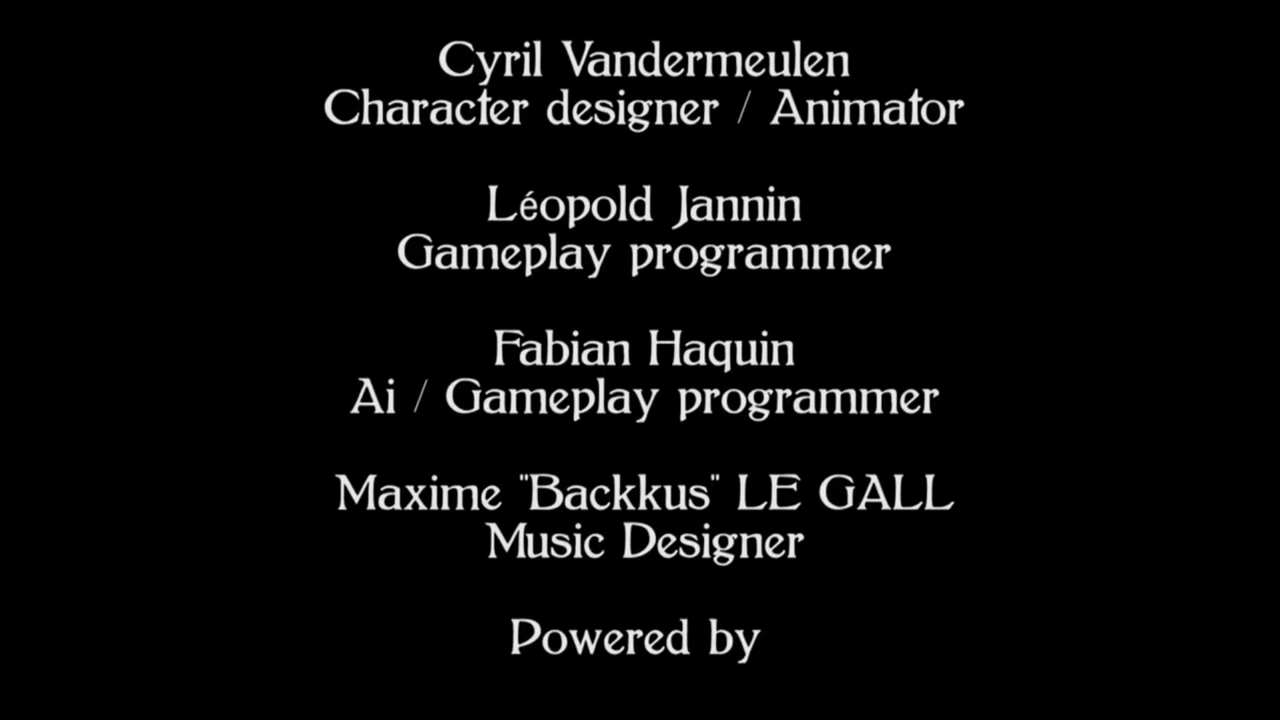 Cyril Vandermeulen
Character designer / Animator
Léopold Jannin
Gameplay programmer
Fabian Haquin
Ai / Gameplay programmer
Maxime "Backkus" LE GALL
Music Designer
Powered by